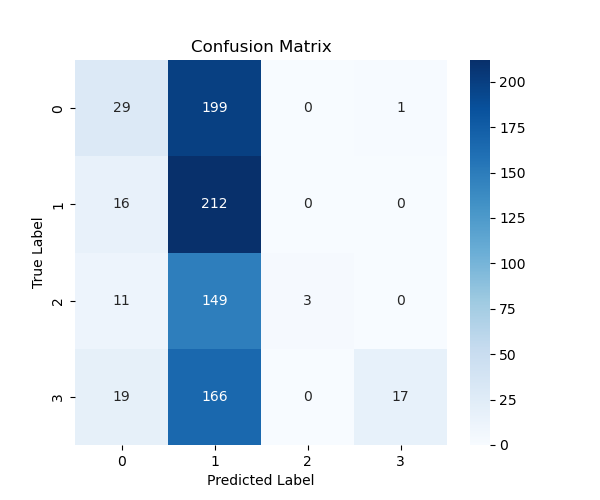 Confusion Matrix
0 29 199 0 1
1 16 212 0 0
2 11 149 3 0
3 19 166 0 17
0 1 2 3
Predicted Label
True Label
200
175
150
125
100
75
50
25
0